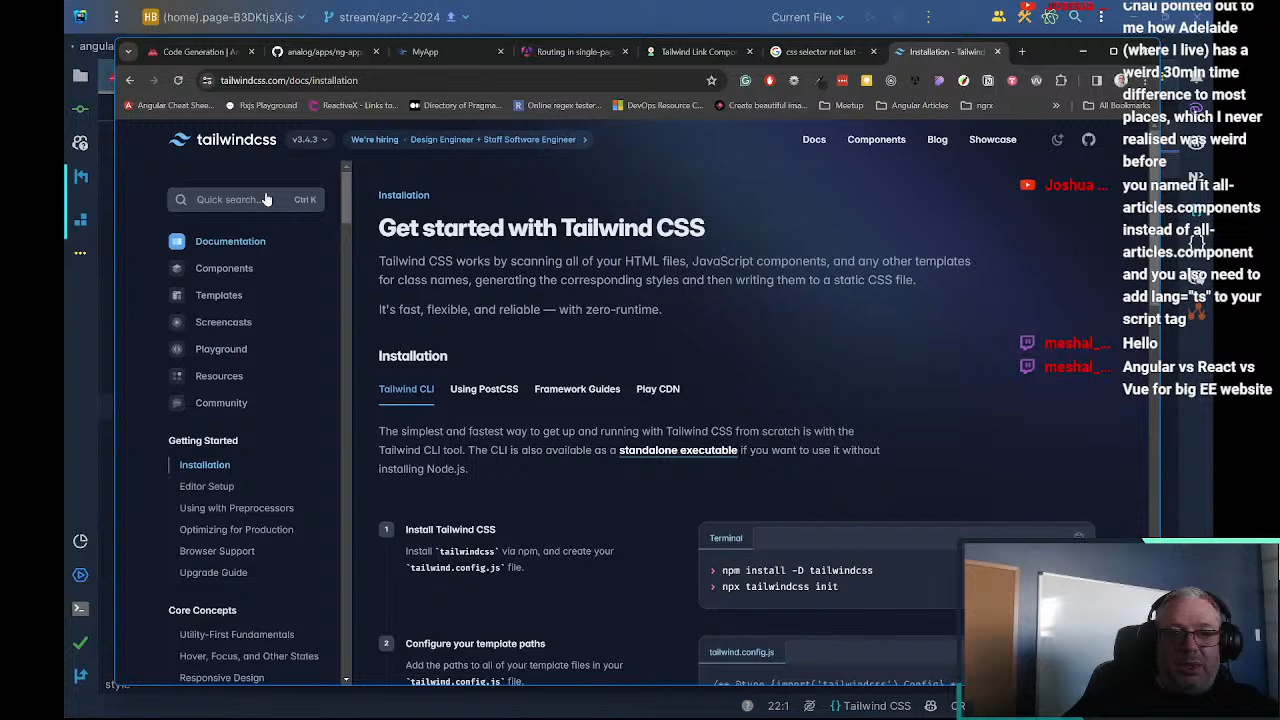 HB (home).page-B3DKtjsX.js
stream/apr-2-2024
Current File
angular
Code Generation | A
analog/apps/ng-app
MyApp
Routing in single-pag
Tailwind Link Compo
css selector not last -
Installation - Tailwind
tailwindcss.com/docs/installation
Angular Cheat Shee...
Rxjs Playground
ReactiveX - Links to...
Directory of Pragma...
Online regex tester...
DevOps Resource C...
Create beautiful ima...
Meetup
Angular Articles
ngrx
All Bookmarks
tailwindcss
v3.4.3
We're hiring · Design Engineer + Staff Software Engineer
Docs
Components
Blog
Showcase
Quick search...
Ctrl K
Documentation
Components
Templates
Screencasts
Playground
Resources
Community
Getting Started
Installation
Editor Setup
Using with Preprocessors
Optimizing for Production
Browser Support
Upgrade Guide
Core Concepts
Utility-First Fundamentals
Hover, Focus, and Other States
Responsive Design
Installation
Get started with Tailwind CSS
Tailwind CSS works by scanning all of your HTML files, JavaScript components, and any other templates
for class names, generating the corresponding styles and then writing them to a static CSS file.
It's fast, flexible, and reliable — with zero-runtime.
Installation
Tailwind CLI
Using PostCSS
Framework Guides
Play CDN
The simplest and fastest way to get up and running with Tailwind CSS from scratch is with the
Tailwind CLI tool. The CLI is also available as a standalone executable if you want to use it without
installing Node.js.
1
Install Tailwind CSS
Install `tailwindcss` via npm, and create your
`tailwind.config.js` file.
Terminal
> npm install -D tailwindcss
> npx tailwindcss init
2
Configure your template paths
Add the paths to all of your template files in your
`tailwind.config.js` file.
tailwind.config.js
/** @type {import('tailwindcss').Config}
Chau pointed out to
me how Adelaide
(where I live) has a
weird 30min time
difference to most
places, which I never
realised was weird
before
Joshua ...
you named it all-
articles.components
instead of all-
articles.component
and you also need to
add lang="ts" to your
script tag
meshal_...
Hello
meshal_...
Angular vs React vs
Vue for big EE website
style
22:1
Tailwind CSS